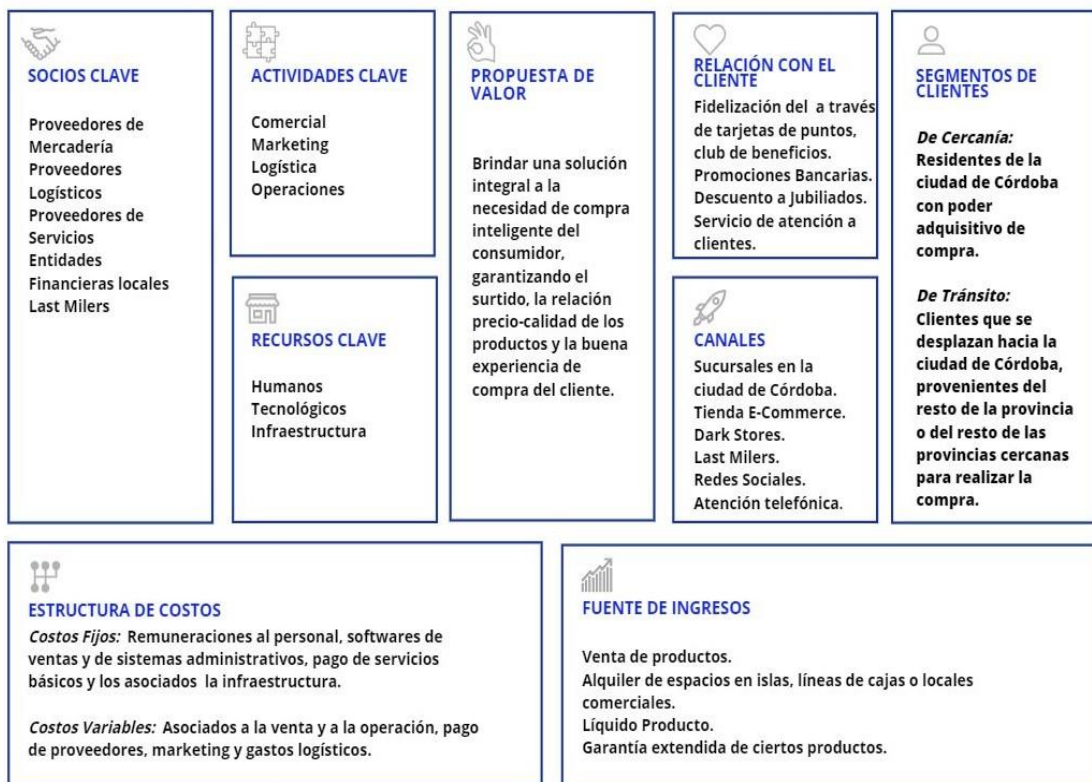 SOCIOS CLAVE
Proveedores de
Mercadería
Proveedores
Logísticos
Proveedores de
Servicios
Entidades
Financieras locales
Last Milers
ACTIVIDADES CLAVE
Comercial
Marketing
Logística
Operaciones
RECURSOS CLAVE
Humanos
Tecnológicos
Infraestructura
PROPUESTA DE
VALOR
Brindar una solución
integral a la
necesidad de compra
inteligente del
consumidor,
garantizando el
surtido, la relación
precio-calidad de los
productos y la buena
experiencia de
compra del cliente.
RELACIÓN CON EL
CLIENTE
Fidelización del a través
de tarjetas de puntos,
club de beneficios.
Promociones Bancarias.
Descuento a Jubiliados.
Servicio de atención a
clientes.
CANALES
Sucursales en la
ciudad de Córdoba.
Tienda E-Commerce.
Dark Stores.
Last Milers.
Redes Sociales.
Atención telefónica.
SEGMENTOS DE
CLIENTES
De Cercanía:
Residentes de la
ciudad de Córdoba
con poder
adquisitivo de
compra.
De Tránsito:
Clientes que se
desplazan hacia la
ciudad de Córdoba,
provenientes del
resto de la provincia
o del resto de las
provincias cercanas
para realizar la
compra.
ESTRUCTURA DE COSTOS
Costos Fijos: Remuneraciones al personal, softwares de
ventas y de sistemas administrativos, pago de servicios
básicos y los asociados la infraestructura.
Costos Variables: Asociados a la venta y a la operación, pago
de proveedores, marketing y gastos logísticos.
FUENTE DE INGRESOS
Venta de productos.
Alquiler de espacios en islas, líneas de cajas o locales
comerciales.
Líquido Producto.
Garantía extendida de ciertos productos.